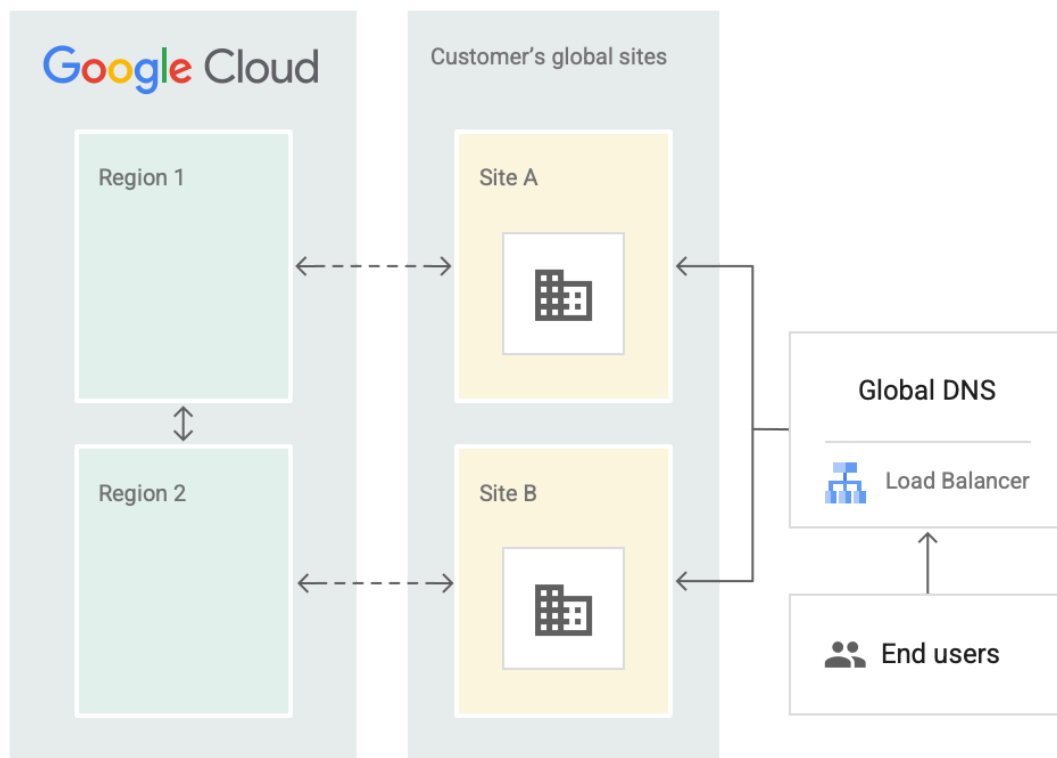 Google Cloud
Customer’s global sites
Region 1
Site A
Global DNS
Load Balancer
Region 2
Site B
End users